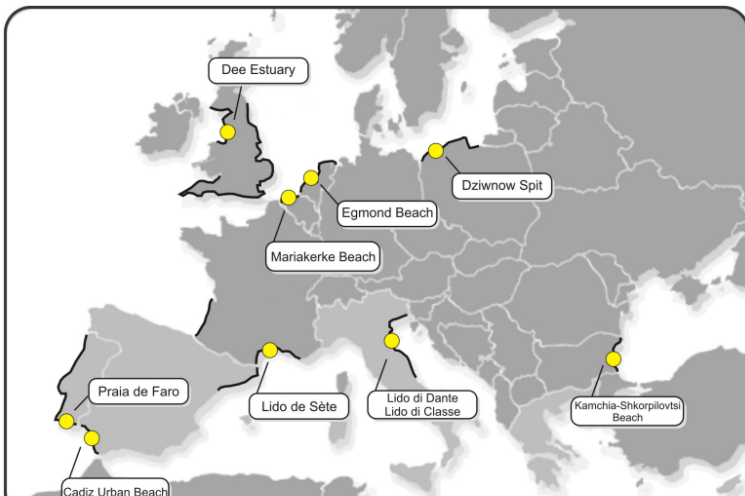 Dee Estuary
Dziwnow Spit
Egmond Beach
Mariakerke Beach
Praia de Faro
Lido de Sète
Lido di Dante
Lido di Classe
Kamchia-Shkorpilovtsi
Beach
Cadiz Urban Beach